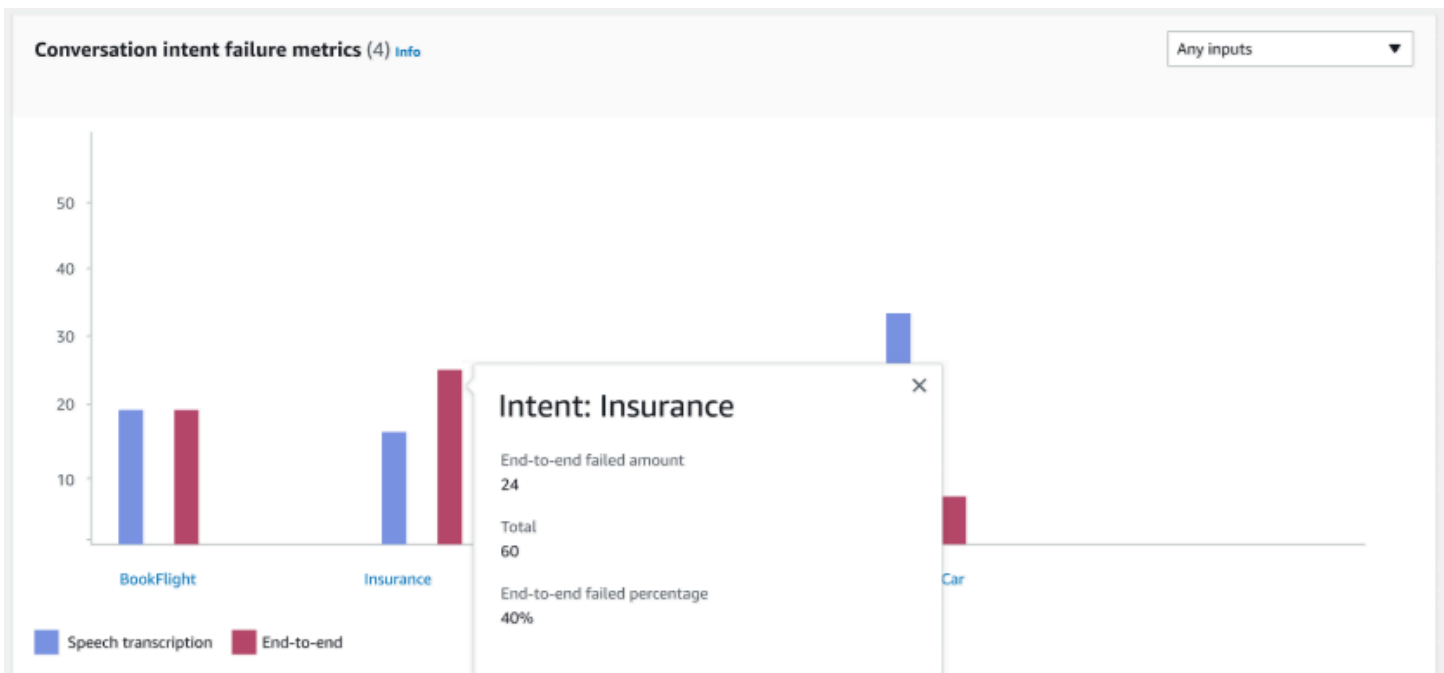 Conversation intent failure metrics (4) Info
Any inputs
50
40
30
20
10
Intent: Insurance
End-to-end failed amount
24
Total
60
End-to-end failed percentage
40%
BookFlight
Insurance
Car
Speech transcription
End-to-end